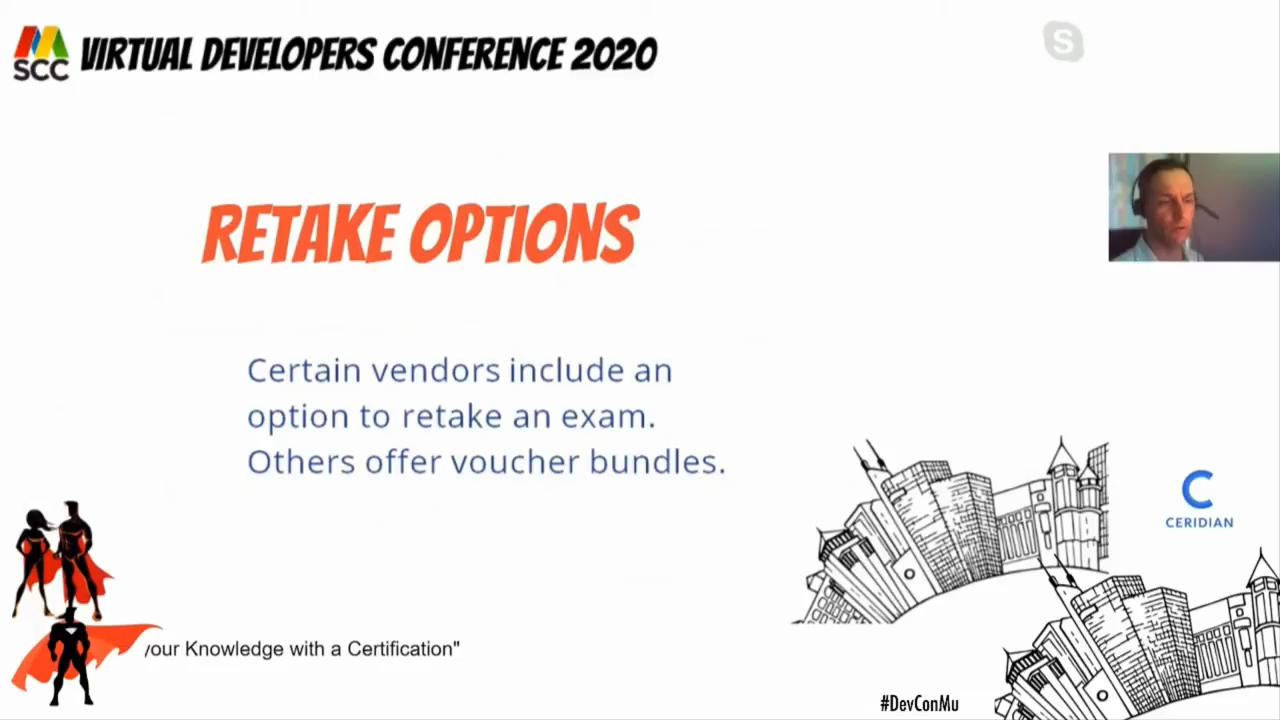 SCC
VIRTUAL DEVELOPERS CONFERENCE 2020
S
RETAKE OPTIONS
Certain vendors include an
option to retake an exam.
Others offer voucher bundles.
C
CERIDIAN
your Knowledge with a Certification"
#DevConMu